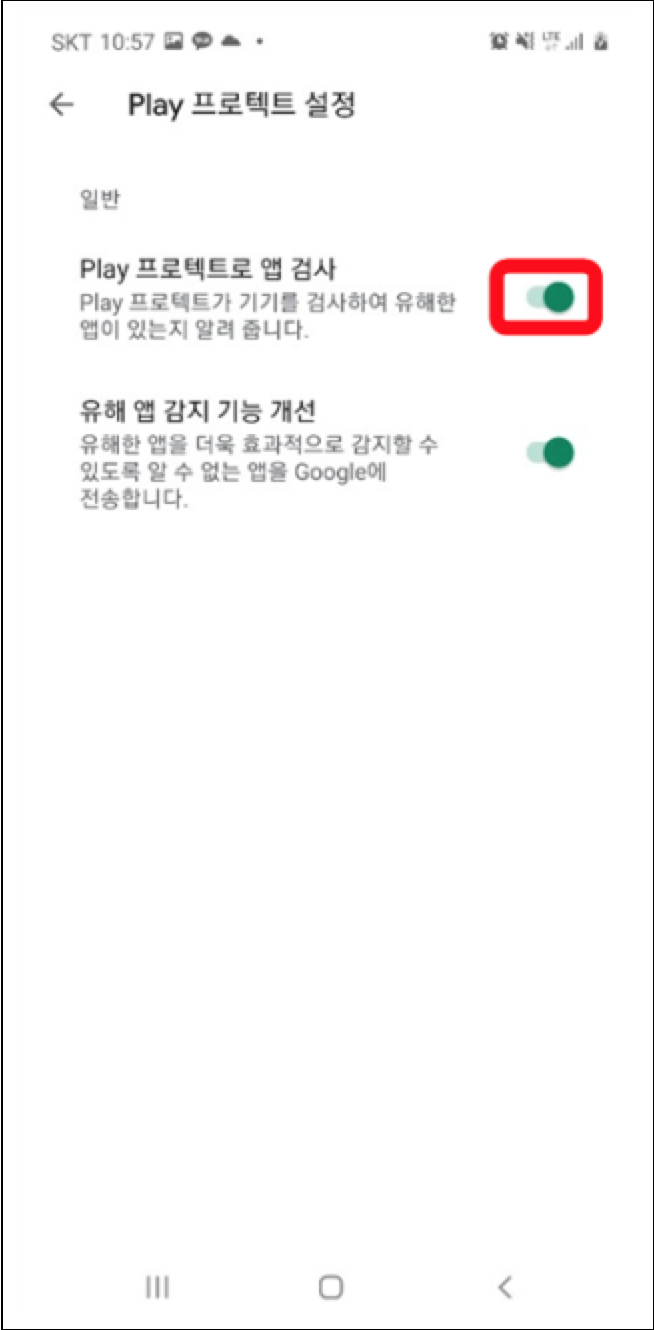 SKT 10:57
Play 프로텍트 설정
일반
Play 프로텍트로 앱 검사
Play 프로텍트가 기기를 검사하여 유해한
앱이 있는지 알려 줍니다.
유해 앱 감지 기능 개선
유해한 앱을 더욱 효과적으로 감지할 수
있도록 알 수 없는 앱을 Google에
전송합니다.